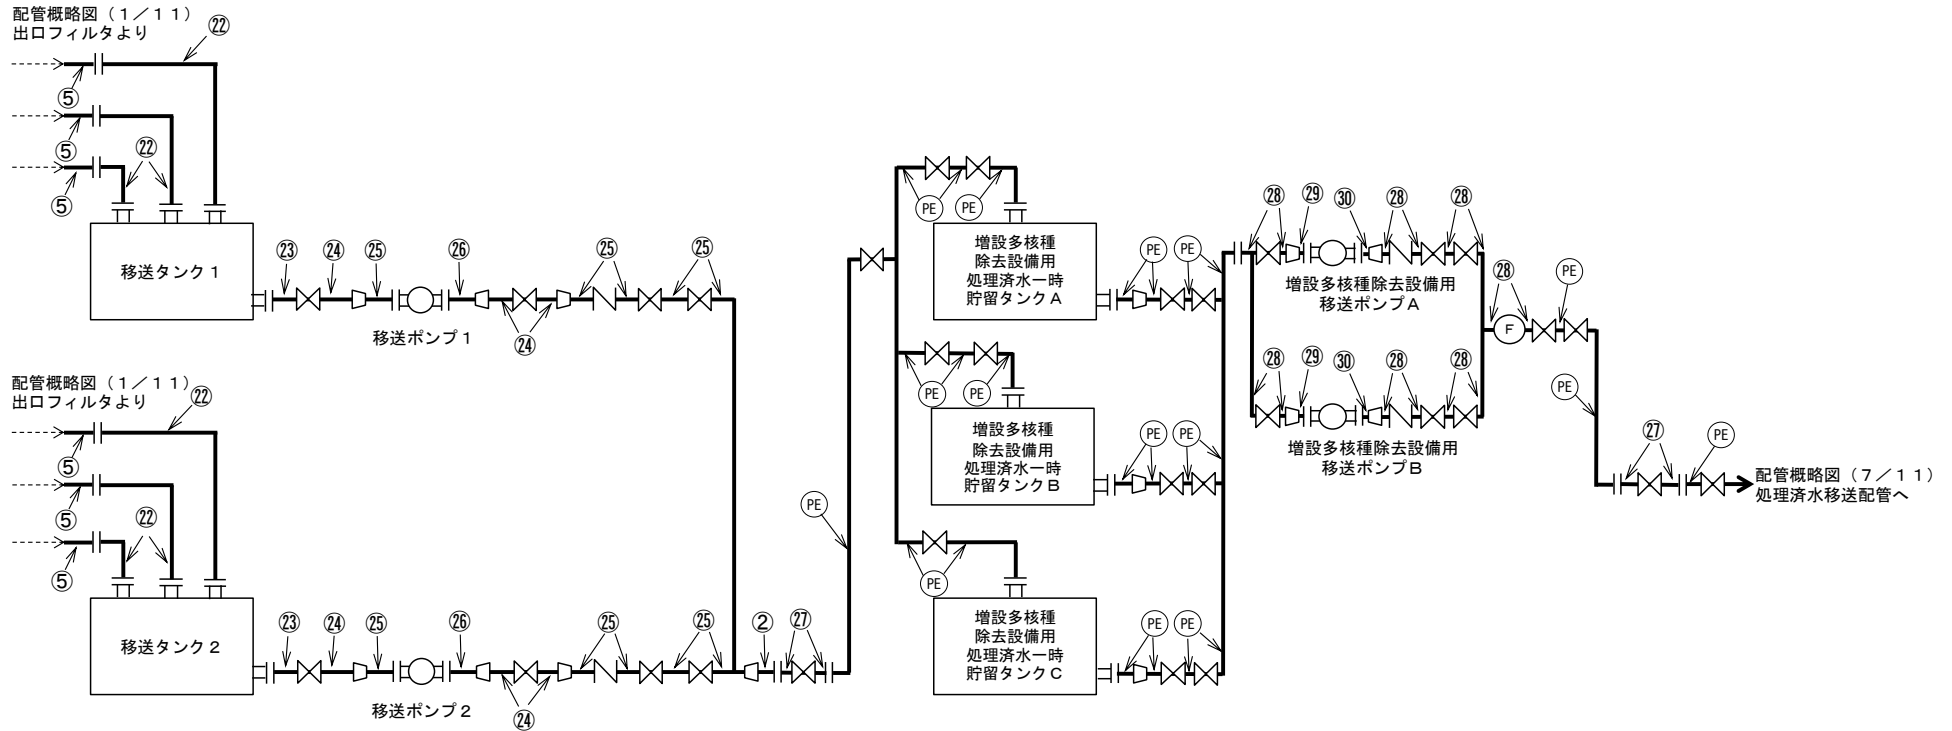 配管概略図（１／１１）
出口フィルタより
㉒
⑤
⑤
㉒
⑤
移送タンク１
㉓
㉔
㉕
㉖
㉕
㉕
㉔
移送ポンプ１
配管概略図（１／１１）
出口フィルタより
㉒
⑤
⑤
㉒
⑤
移送タンク２
㉓
㉔
㉕
㉖
㉕
㉕
②
㉗
㉔
移送ポンプ２
PE
PE
PE
増設多核種
除去設備用
処理済水一時
貯留タンクＡ
PE
PE
PE
PE
増設多核種
除去設備用
処理済水一時
貯留タンクＢ
PE
PE
PE
増設多核種
除去設備用
処理済水一時
貯留タンクＣ
PE
PE
㉘
㉙
㉚
㉘
㉘
増設多核種除去設備用
移送ポンプＡ
㉘
㉙
㉚
㉘
㉘
増設多核種除去設備用
移送ポンプＢ
㉘
F
PE
PE
㉗
PE
配管概略図（７／１１）
処理済水移送配管へ